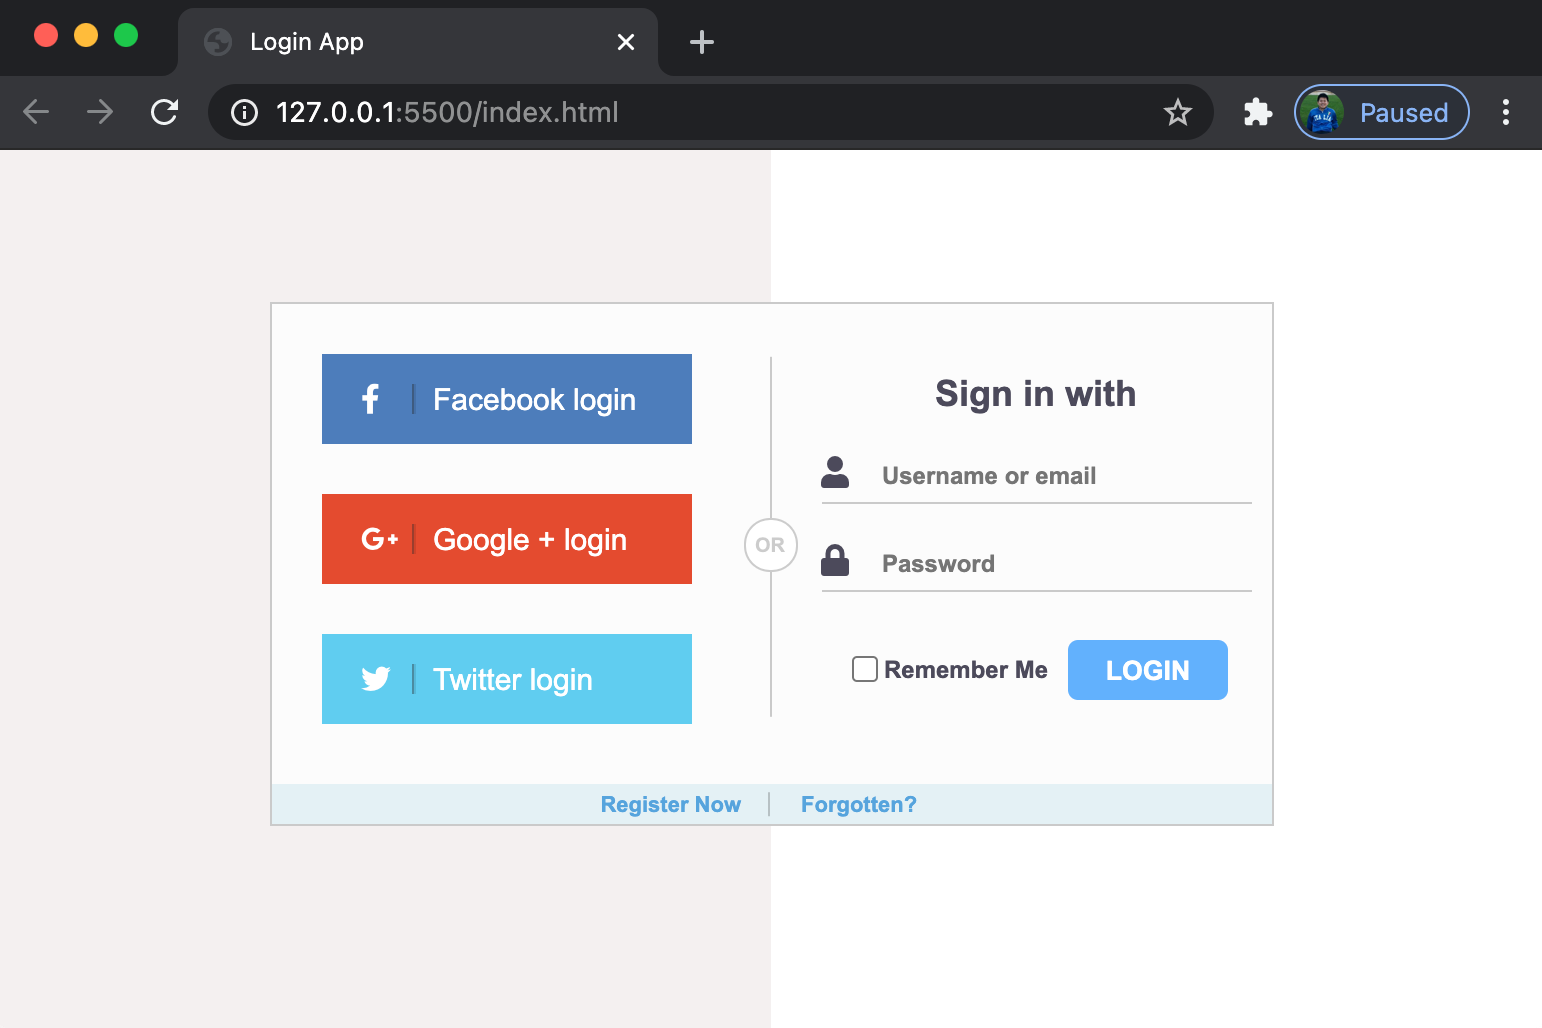 Login App
127.0.0.1:5500/index.html
Paused
Facebook login
G+ Google + login
Twitter login
OR
Sign in with
Username or email
Password
Remember Me LOGIN
Register Now Forgotten?